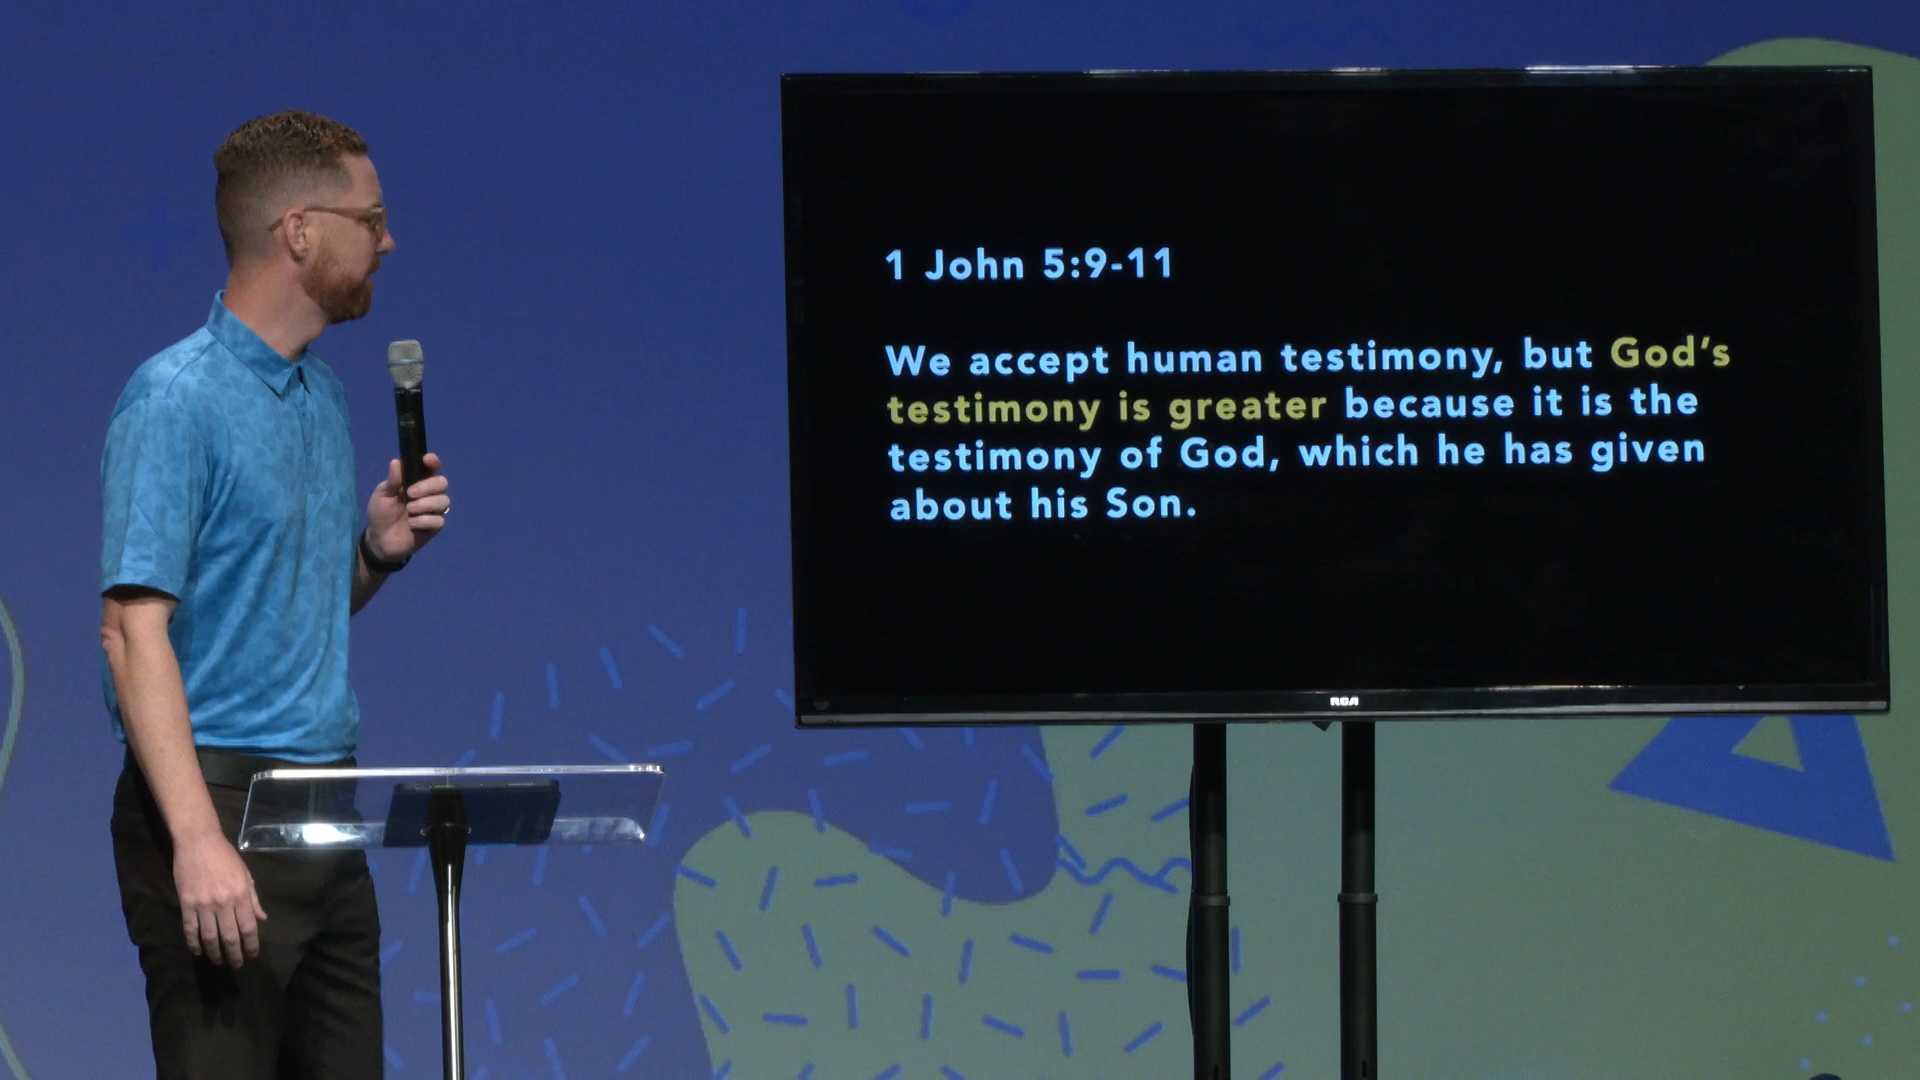 1 John 5:9-11
We accept human testimony, but God's
testimony is greater because it is the
testimony of God, which he has given
about his Son.
RCA